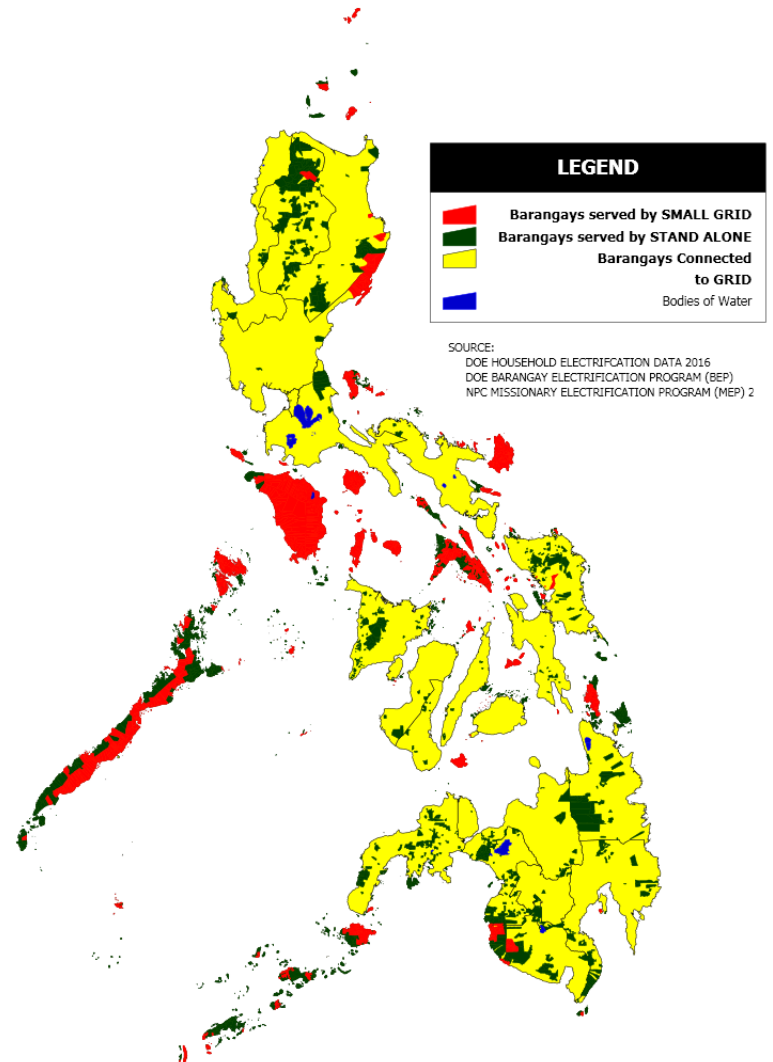 LEGEND
Barangays served by SMALL GRID
Barangays served by STAND ALONE
Barangays Connected
to GRID
Bodies of Water
SOURCE:
DOE HOUSEHOLD ELECTRIFCATION DATA 2016
DOE BARANGAY ELECTRIFICATION PROGRAM (BEP)
NPC MISSIONARY ELECTRIFICATION PROGRAM (MEP) 2